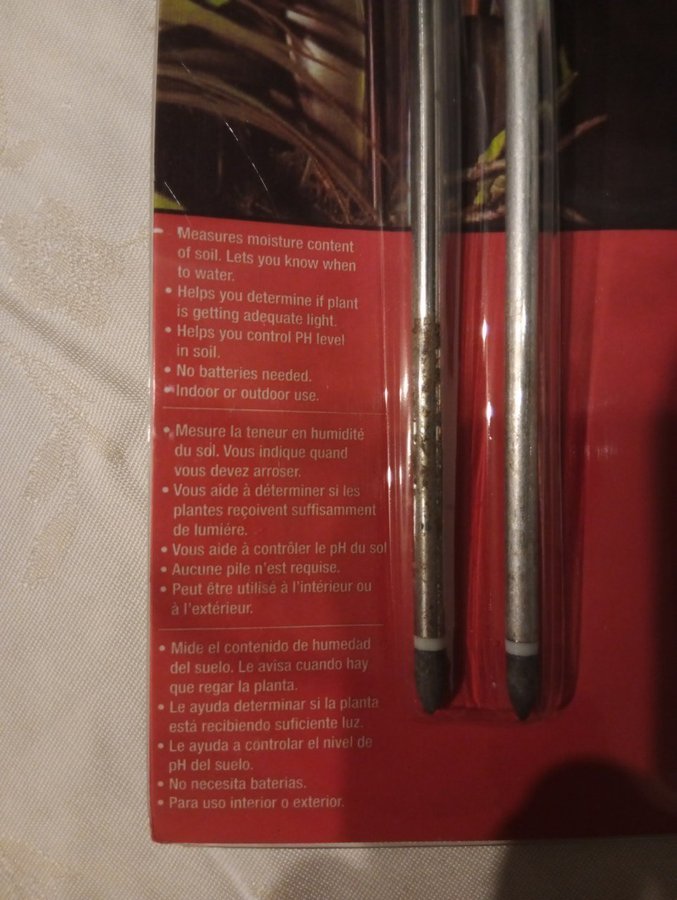 • Measures moisture content
of soil. Lets you know when
to water.
• Helps you determine if plant
is getting adequate light.
• Helps you control PH level
in soil.
• No batteries needed.
• Indoor or outdoor use.
• Mesure la teneur en humidité
du sol. Vous indique quand
vous devez arroser.
• Vous aide à déterminer si les
plantes reçoivent suffisamment
de lumiére.
• Vous aide à contrôler le pH du sol
• Aucune pile n'est requise.
• Peut être utilisé à l'intérieur ou
à l'extérieur.
• Mide el contenido de humedad
del suelo. Le avisa cuando hay
que regar la planta.
• Le ayuda determinar si la planta
está recibiendo suficiente luz.
• Le ayuda a controlar el nivel de
pH del suelo.
• No necesita baterias.
• Para uso interior o exterior.